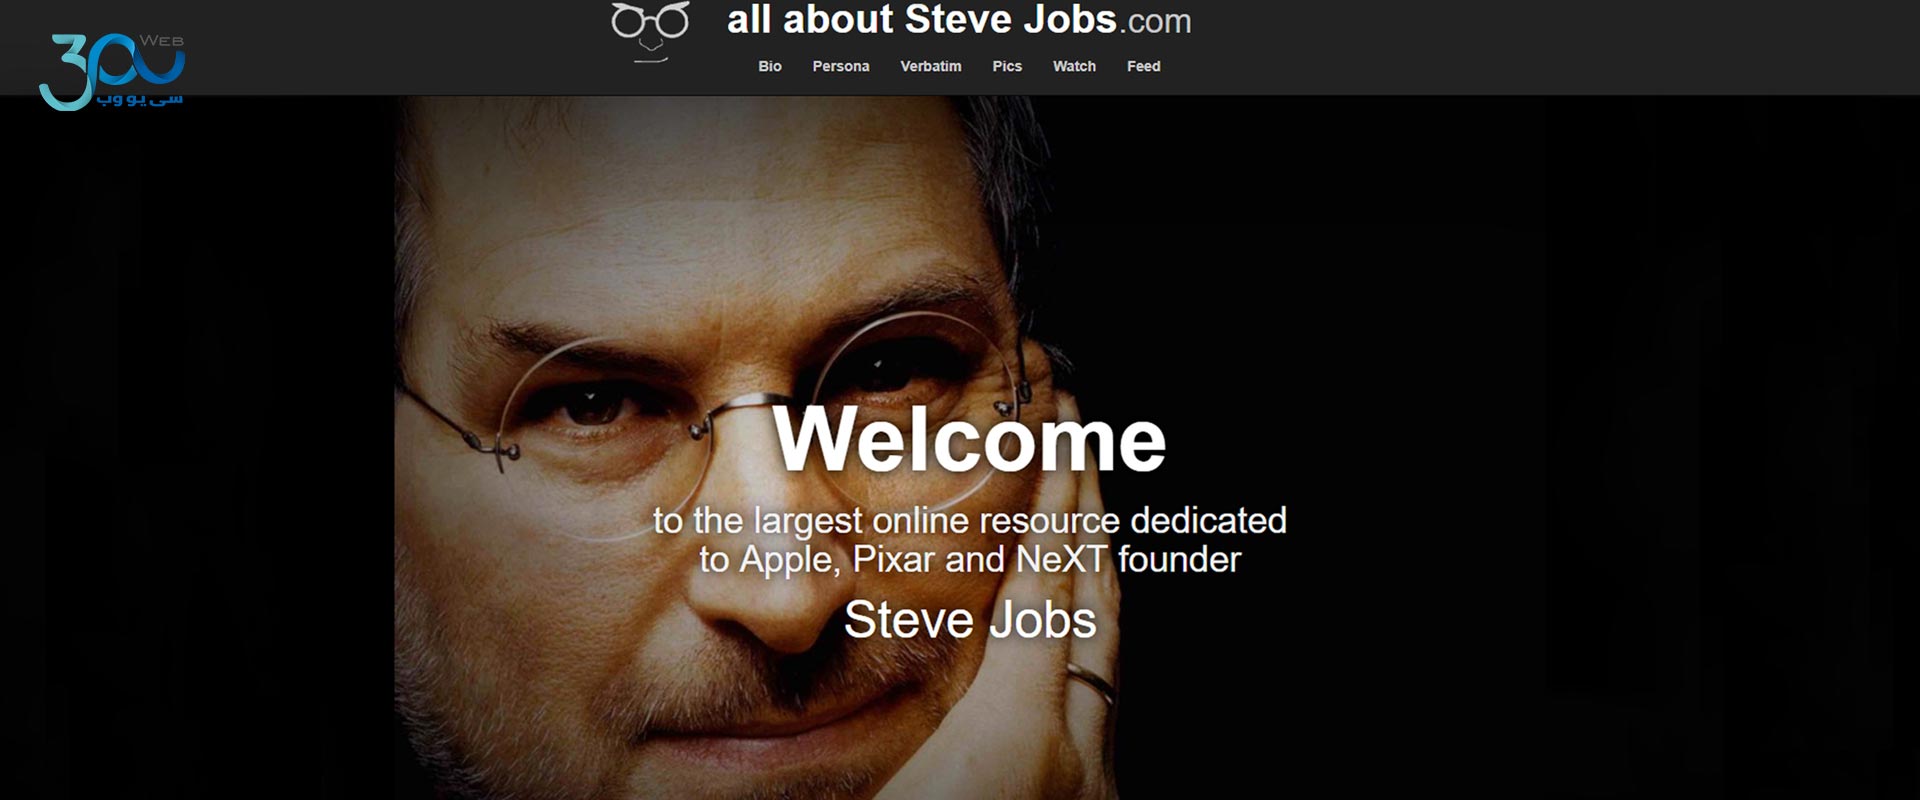 all about Steve Jobs.com
Bio Persona Verbatim Pics Watch Feed
3PU WEB
سی یو وب
Welcome
to the largest online resource dedicated
to Apple, Pixar and NeXT founder
Steve Jobs